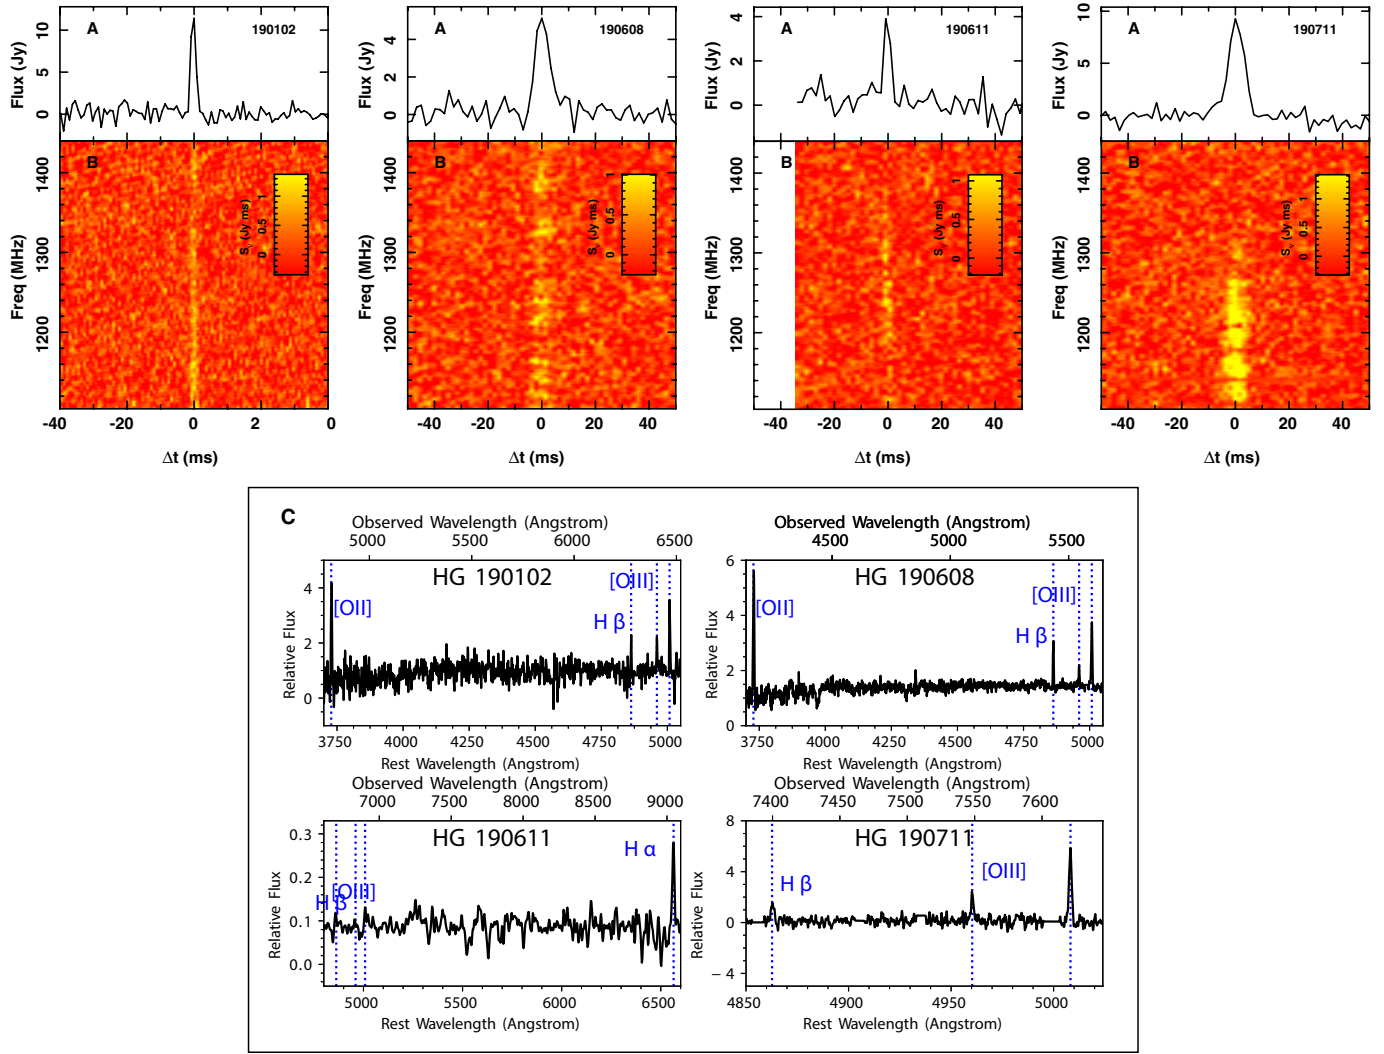 A 190102
Flux (Jy)
10
5
0
A 190608
Flux (Jy)
4
2
0
A 190611
Flux (Jy)
4
2
0
A 190711
Flux (Jy)
10
5
0
B
Freq (MHz)
1400
1300
1200
Sν (Jy ms)
0 0.5 1
-40 -20 0 2 0
Δt (ms)
B
Freq (MHz)
1400
1300
1200
Sν (Jy ms)
0 0.5 1
-40 -20 0 20 40
Δt (ms)
B
Freq (MHz)
1400
1300
1200
Sν (Jy ms)
0 0.5 1
-40 -20 0 20 40
Δt (ms)
B
Freq (MHz)
1400
1300
1200
Sν (Jy ms)
0 0.5 1
-40 -20 0 20 40
Δt (ms)
C
Observed Wavelength (Angstrom)
5000 5500 6000 6500
HG 190102
[OII]
H β
[OIII]
Relative Flux
4
2
0
3750 4000 4250 4500 4750 5000
Rest Wavelength (Angstrom)
Observed Wavelength (Angstrom)
4500 5000 5500
HG 190608
[OII]
H β
[OIII]
Relative Flux
6
4
2
0
3750 4000 4250 4500 4750 5000
Rest Wavelength (Angstrom)
Observed Wavelength (Angstrom)
7000 7500 8000 8500 9000
HG 190611
H β
[OIII]
H α
Relative Flux
0.3
0.2
0.1
0.0
5000 5500 6000 6500
Rest Wavelength (Angstrom)
Observed Wavelength (Angstrom)
7400 7450 7500 7550 7600
HG 190711
H β
[OIII]
Relative Flux
8
4
0
− 4
4850 4900 4950 5000
Rest Wavelength (Angstrom)